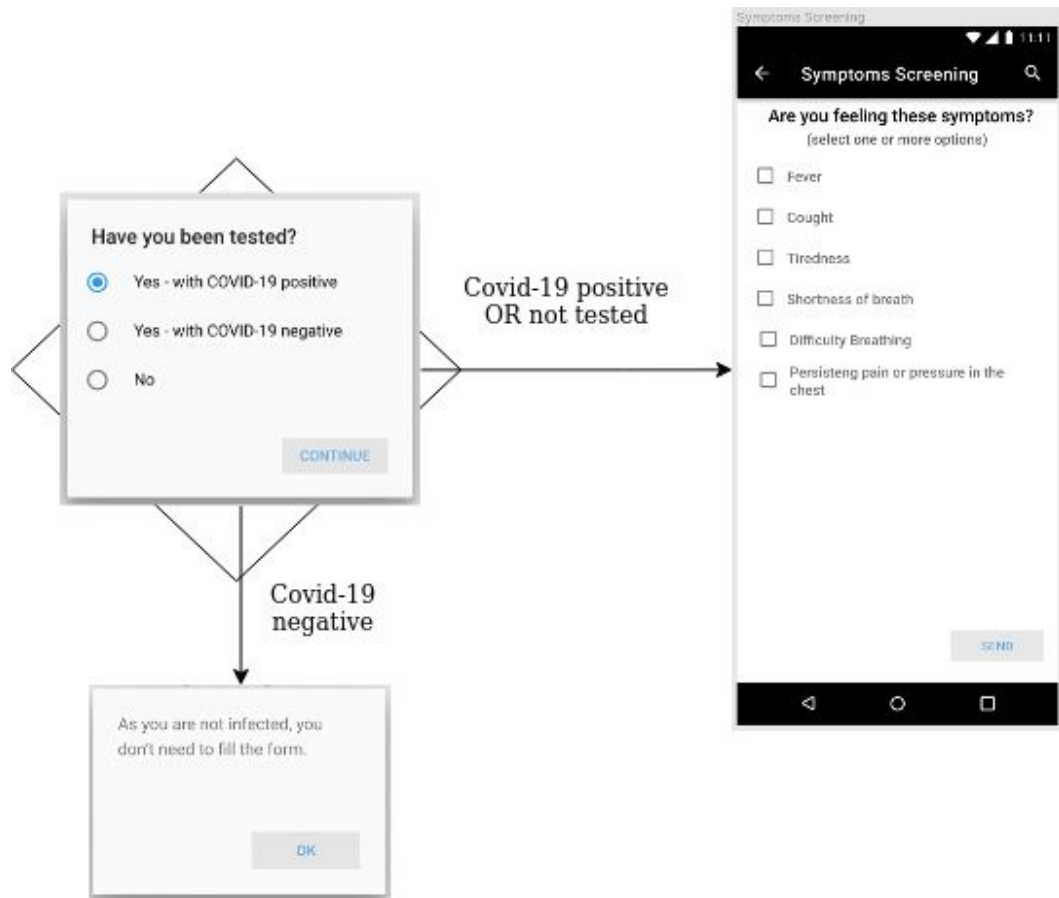 Symptoms Screening
11:11
Symptoms Screening
Are you feeling these symptoms?
(select one or more options)
Fever
Cought
Tiredness
Shortness of breath
Difficulty Breathing
Persisteng pain or pressure in the
chest
SEND
Have you been tested?
Yes - with COVID-19 positive
Yes - with COVID-19 negative
No
CONTINUE
Covid-19 positive
OR not tested
Covid-19
negative
As you are not infected, you
don't need to fill the form.
OK